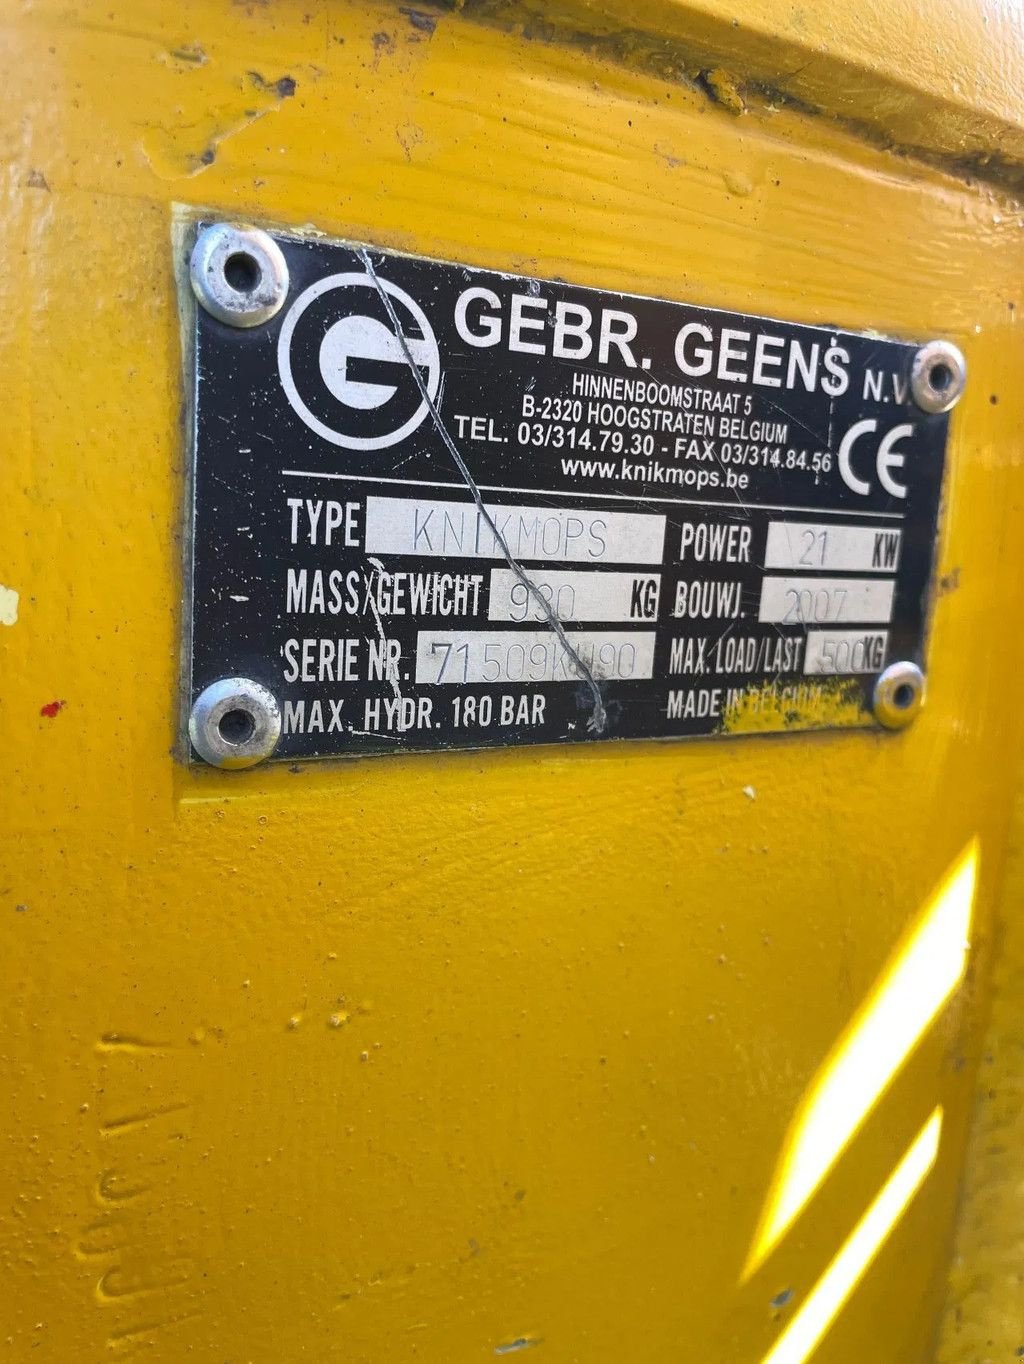 G
GEBR. GEENS N.V.
HINNENBOOMSTRAAT 5
B-2320 HOOGSTRATEN BELGIUM
TEL. 03/314.79.30 - FAX 03/314.84.56
www.knikmops.be
CE
TYPE KNIKMOPS POWER 21 KW
MASS/GEWICHT 930 KG BOUWJ. 2007
SERIE NR. MAX. LOAD/LAST 500KG
MAX. HYDR. 180 BAR MADE IN BELGIUM